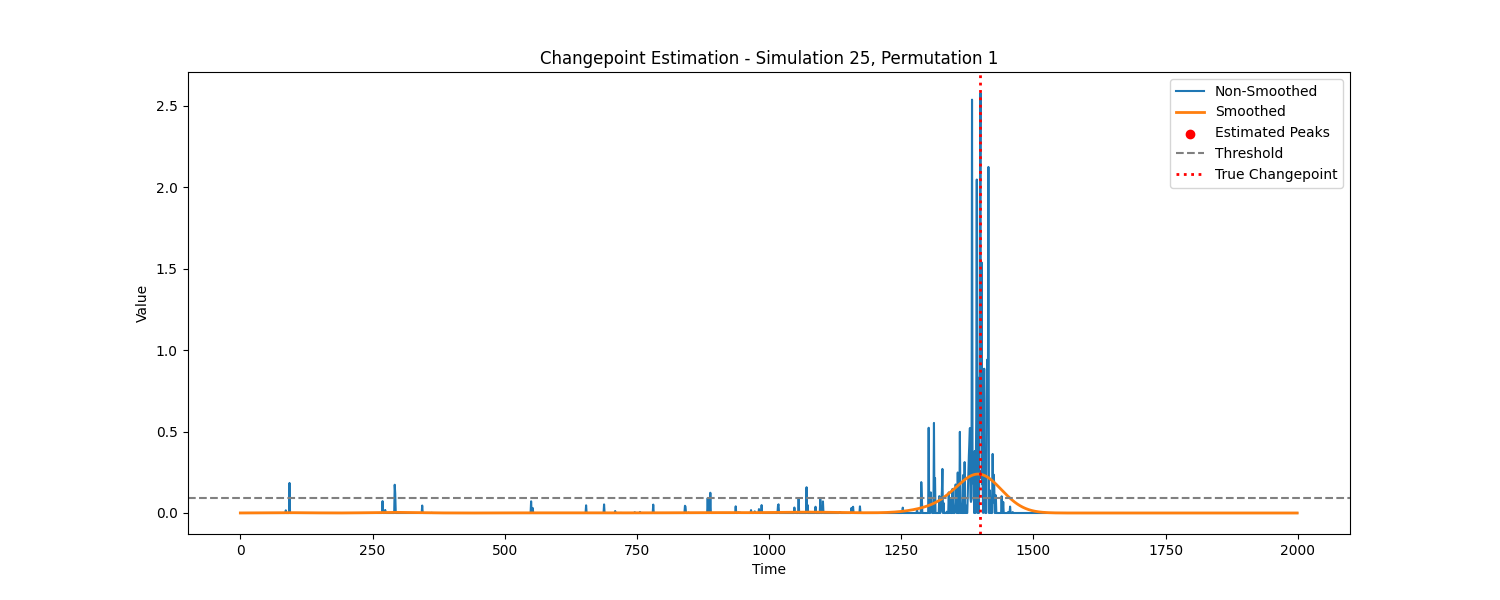 Changepoint Estimation - Simulation 25, Permutation 1
Non-Smoothed
Smoothed
Estimated Peaks
Threshold
True Changepoint
2.5
2.0
1.5
1.0
0.5
0.0
Value
0
250
500
750
1000
1250
1500
1750
2000
Time